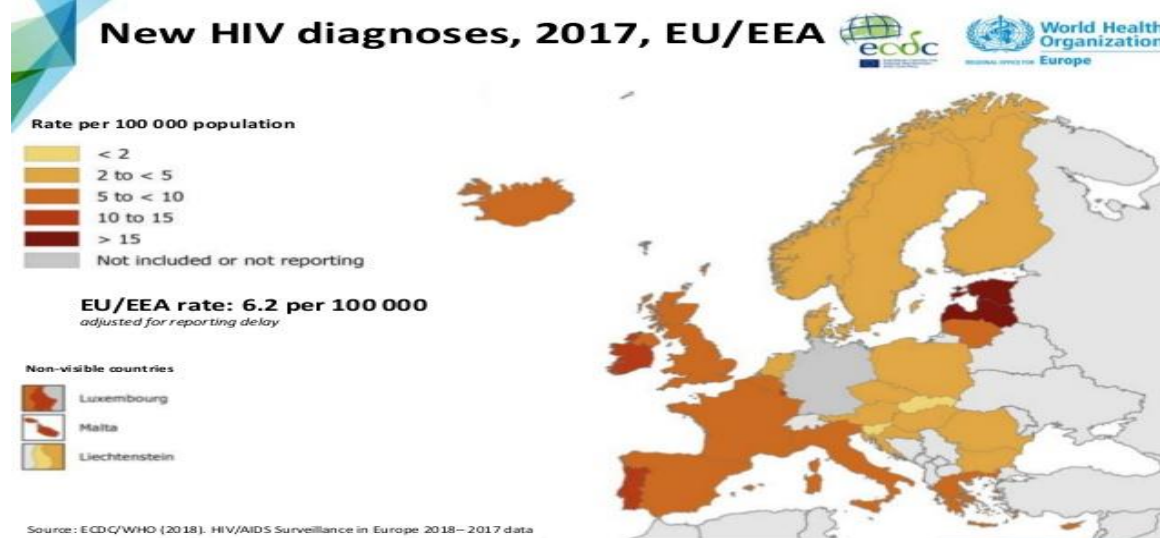 New HIV diagnoses, 2017, EU/EEA
ecdc
World Health
Organization
REGIONAL OFFICE FOR Europe
Rate per 100 000 population
< 2
2 to < 5
5 to < 10
10 to 15
> 15
Not included or not reporting
EU/EEA rate: 6.2 per 100 000
adjusted for reporting delay
Non-visible countries
Luxembourg
Malta
Liechtenstein
Source: ECDC/WHO (2018). HIV/AIDS Surveillance in Europe 2018– 2017 data